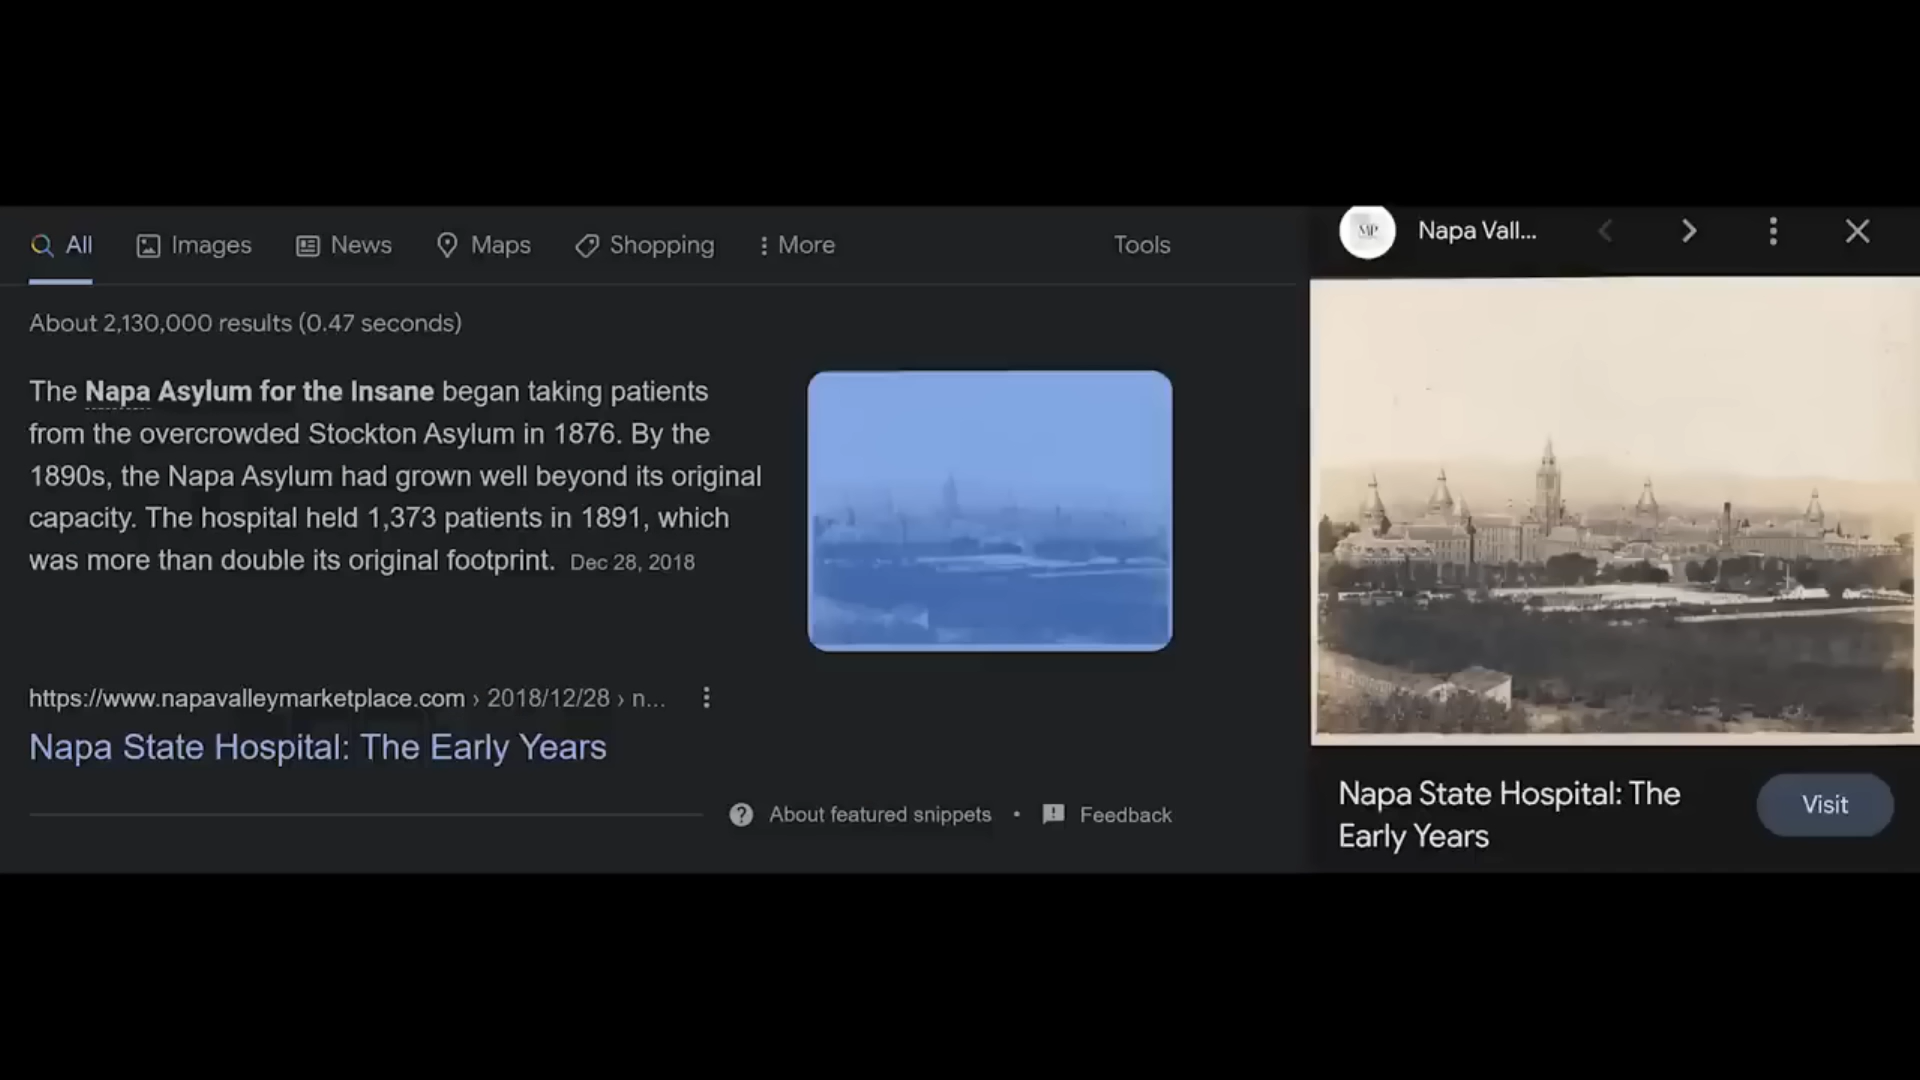 All Images News Maps Shopping More Tools
About 2,130,000 results (0.47 seconds)
The Napa Asylum for the Insane began taking patients
from the overcrowded Stockton Asylum in 1876. By the
1890s, the Napa Asylum had grown well beyond its original
capacity. The hospital held 1,373 patients in 1891, which
was more than double its original footprint. Dec 28, 2018
https://www.napavalleymarketplace.com › 2018/12/28 › n...
Napa State Hospital: The Early Years
About featured snippets • Feedback
MP
Napa Vall...
Napa State Hospital: The
Early Years
Visit